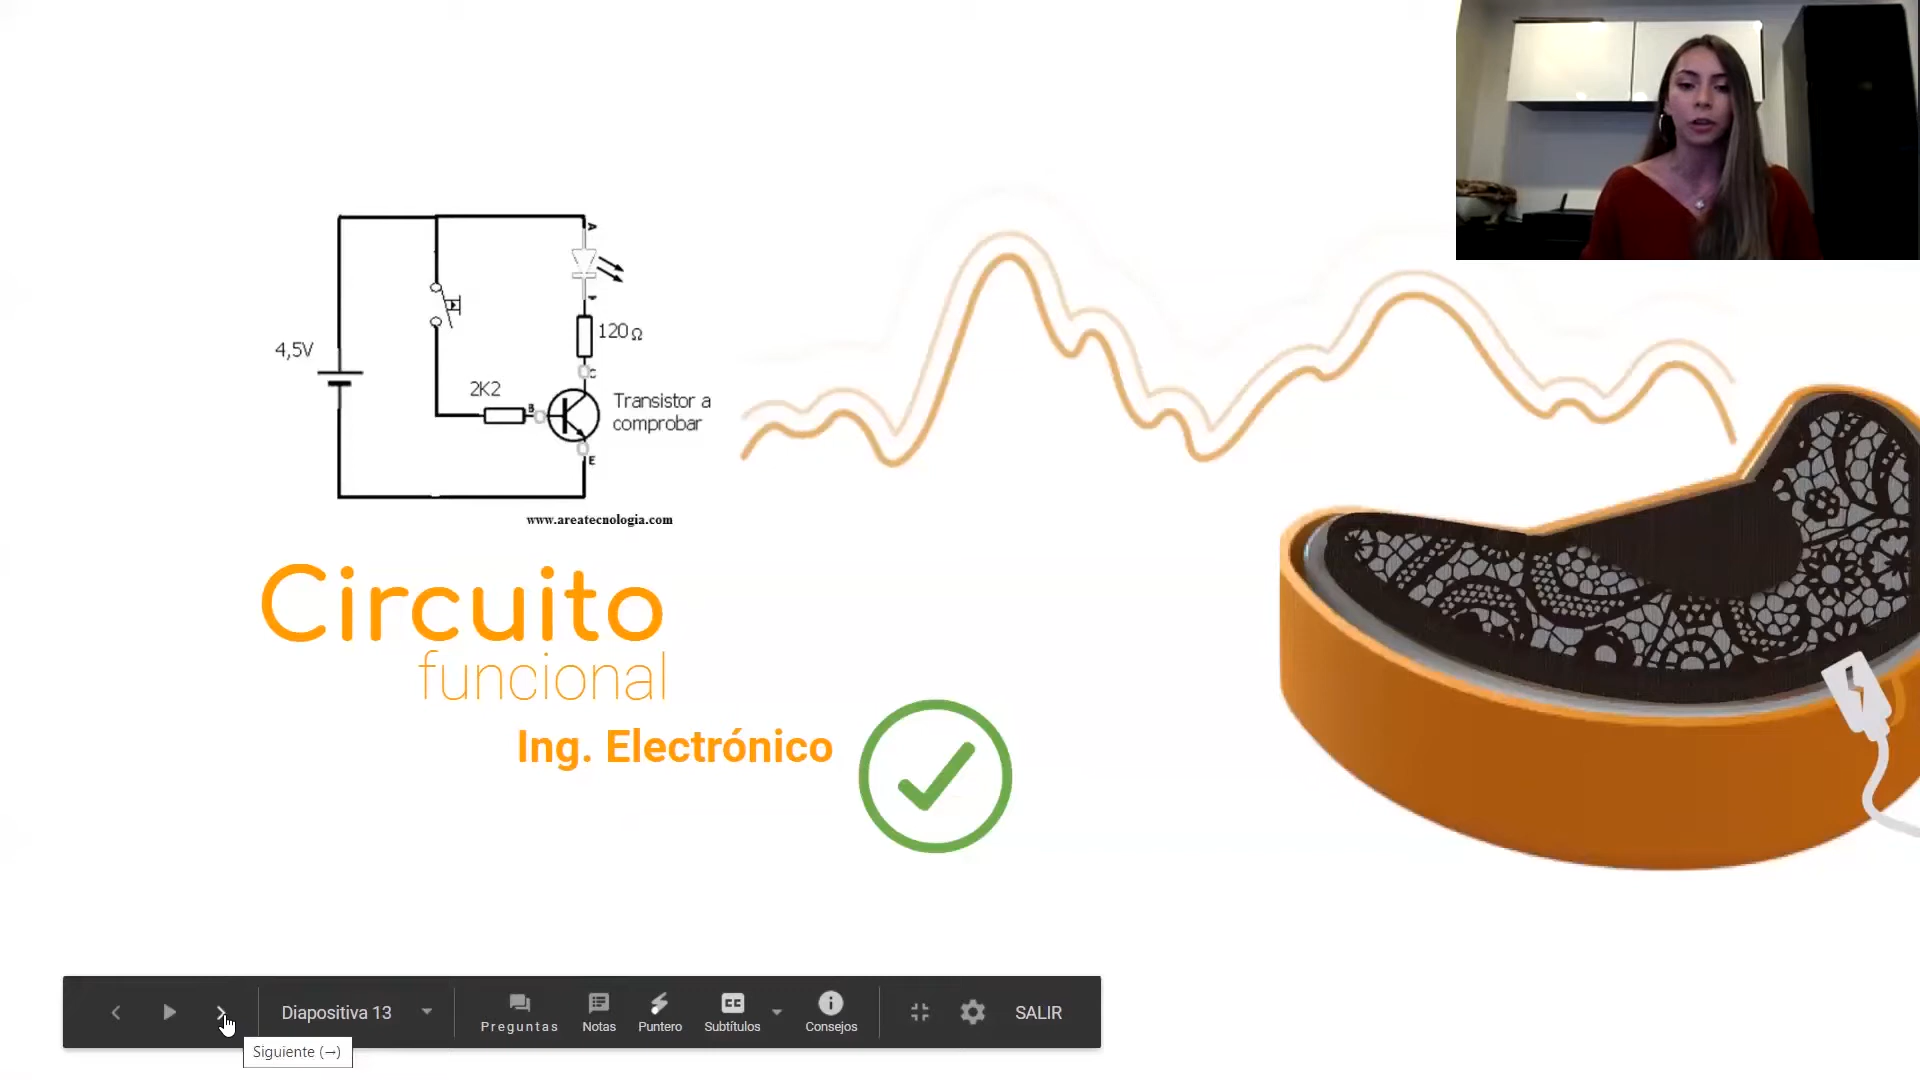 A
120Ω
4,5V
C
2K2
B
Transistor a
comprobar
E
www.areatecnologia.com
Circuito
funcional
Ing. Electrónico
Diapositiva 13
Preguntas
Notas
Puntero
CC
Subtítulos
Consejos
SALIR
Siguiente (→)